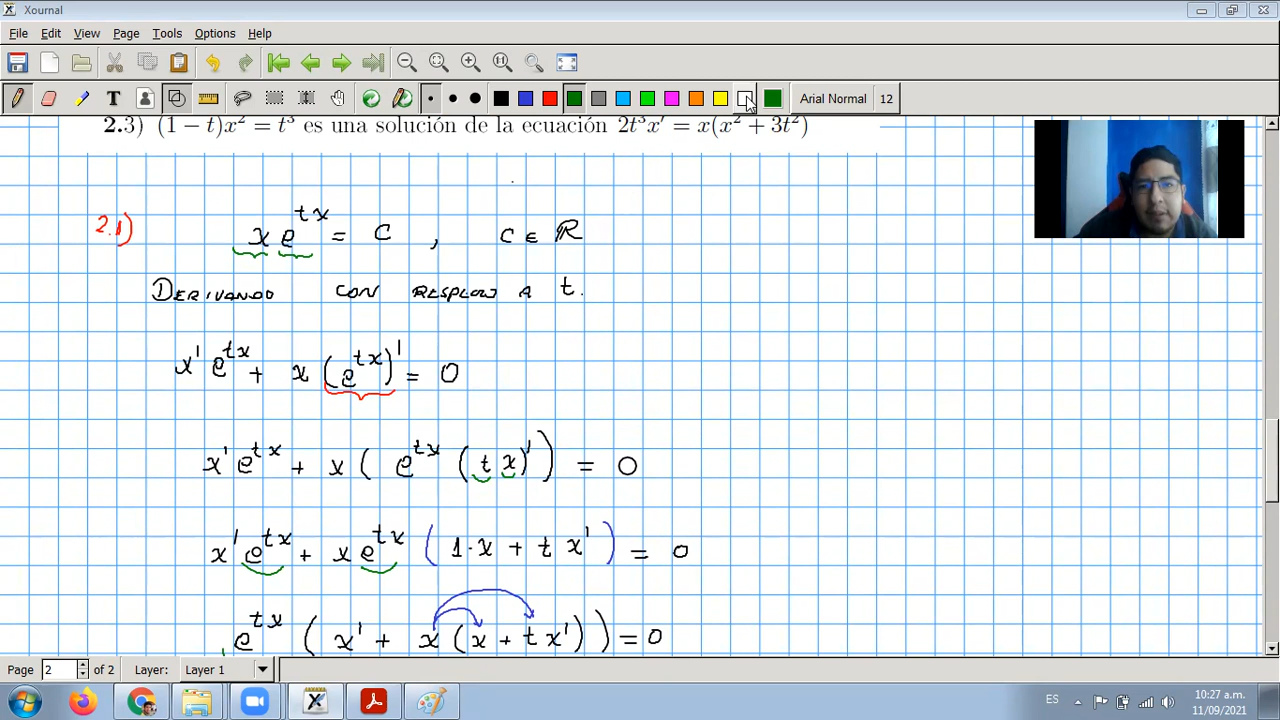 Xournal
File Edit View Page Tools Options Help
Arial Normal 12
2.3) (1 − t)x² = t³ es una solución de la ecuación 2t³x′ = x(x² + 3t²)
2.1) x e^{tx} = C , C ∈ ℝ
DERIVANDO CON RESPECTO A t.
x' e^{tx} + x (e^{tx})' = 0
x' e^{tx} + x ( e^{tx} (t x)' ) = 0
x' e^{tx} + x e^{tx} ( 1·x + t x' ) = 0
e^{tx} ( x' + x (x + t x') ) = 0
Page 2 of 2 Layer: Layer 1
ES 10:27 a.m.
11/09/2021